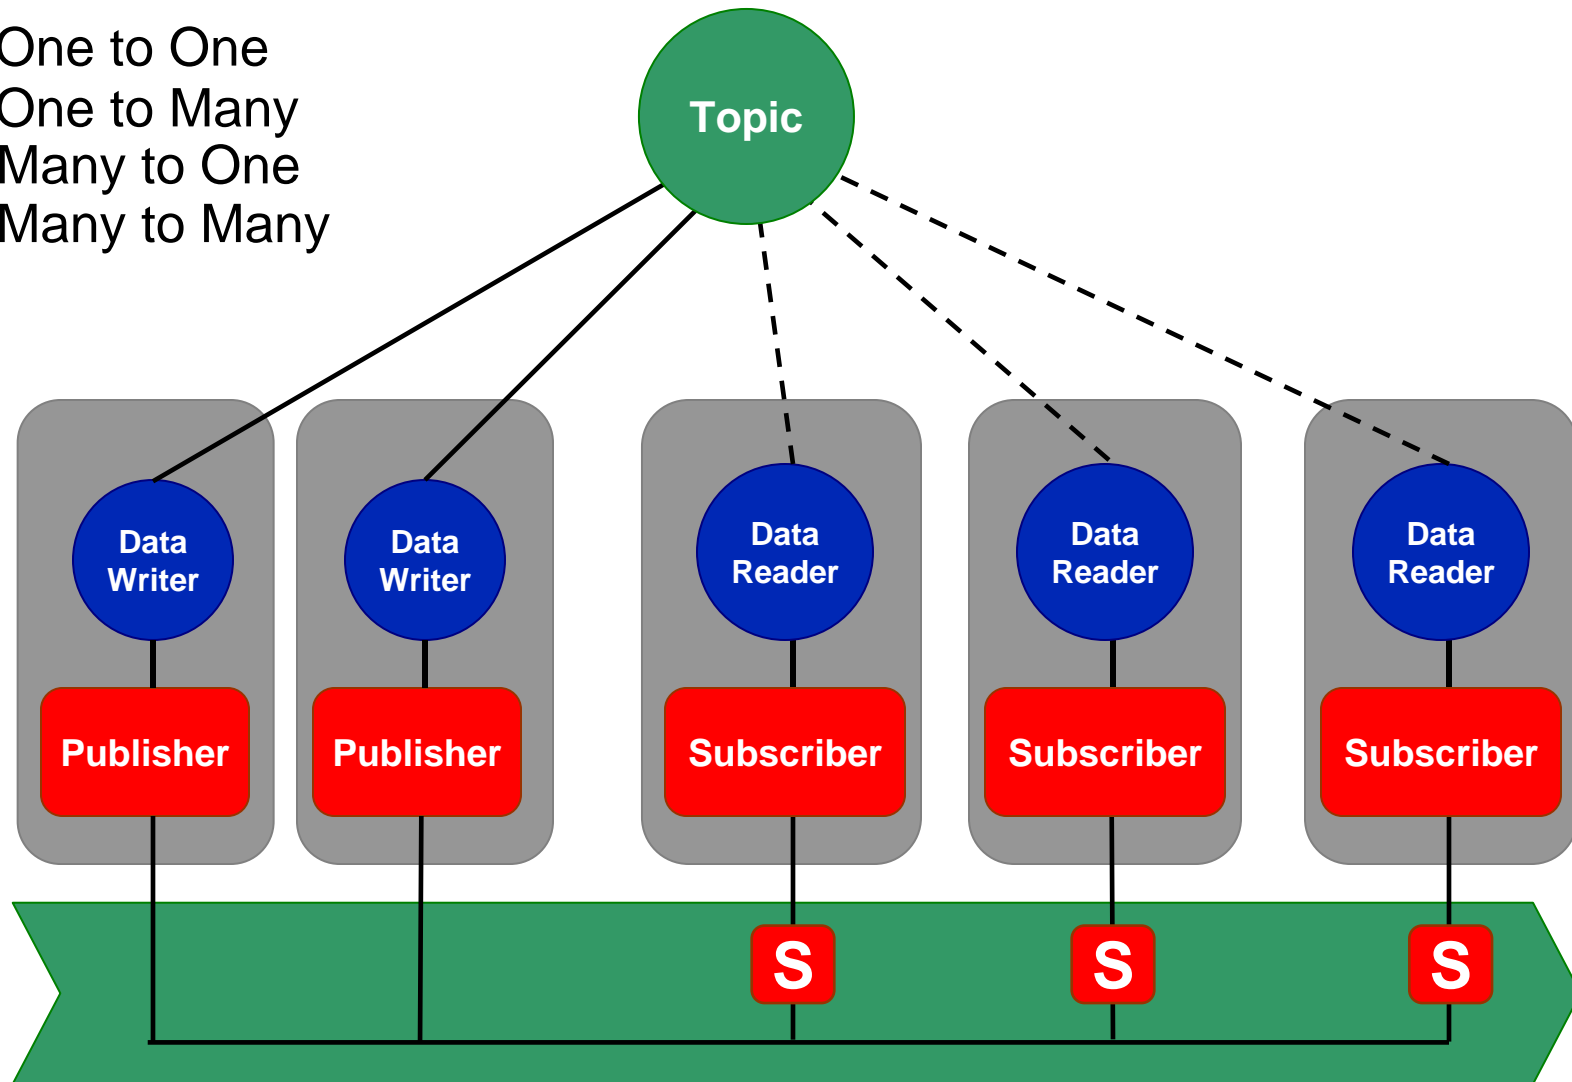 One to One
One to Many
Many to One
Many to Many
Topic
Data
Writer
Data
Writer
Data
Reader
Data
Reader
Data
Reader
Publisher
Publisher
Subscriber
Subscriber
Subscriber
S
S
S